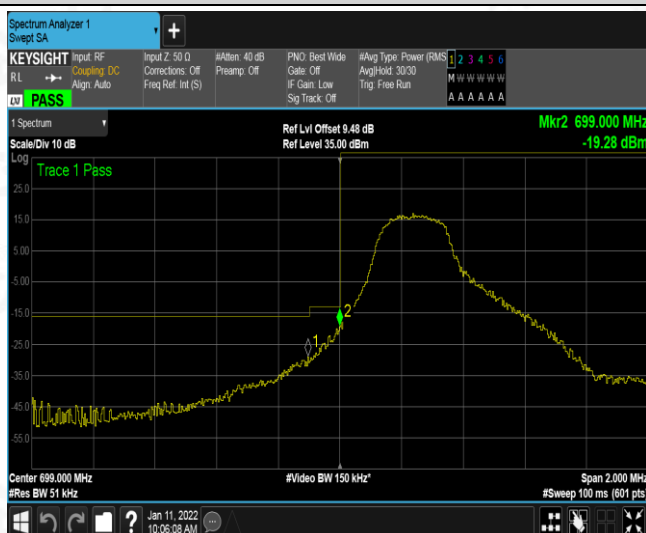 Spectrum Analyzer 1
Swept SA
+
KEYSIGHT
RL
LXI PASS
Input: RF
Coupling: DC
Align: Auto
Input Z: 50 Ω
Corrections: Off
Freq Ref: Int (S)
#Atten: 40 dB
Preamp: Off
PNO: Best Wide
Gate: Off
IF Gain: Low
Sig Track: Off
#Avg Type: Power (RMS
Avg|Hold: 30/30
Trig: Free Run
1 2 3 4 5 6
M W W W W W
A A A A A A
1 Spectrum
Scale/Div 10 dB
Ref Lvl Offset 9.48 dB
Ref Level 35.00 dBm
Mkr2 699.000 MHz
-19.28 dBm
Log
Trace 1 Pass
25.0
15.0
5.00
-5.00
-15.0
-25.0
-35.0
-45.0
-55.0
1
2
Center 699.000 MHz
#Res BW 51 kHz
#Video BW 150 kHz*
Span 2.000 MHz
#Sweep 100 ms (601 pts)
?
Jan 11, 2022
10:06:08 AM